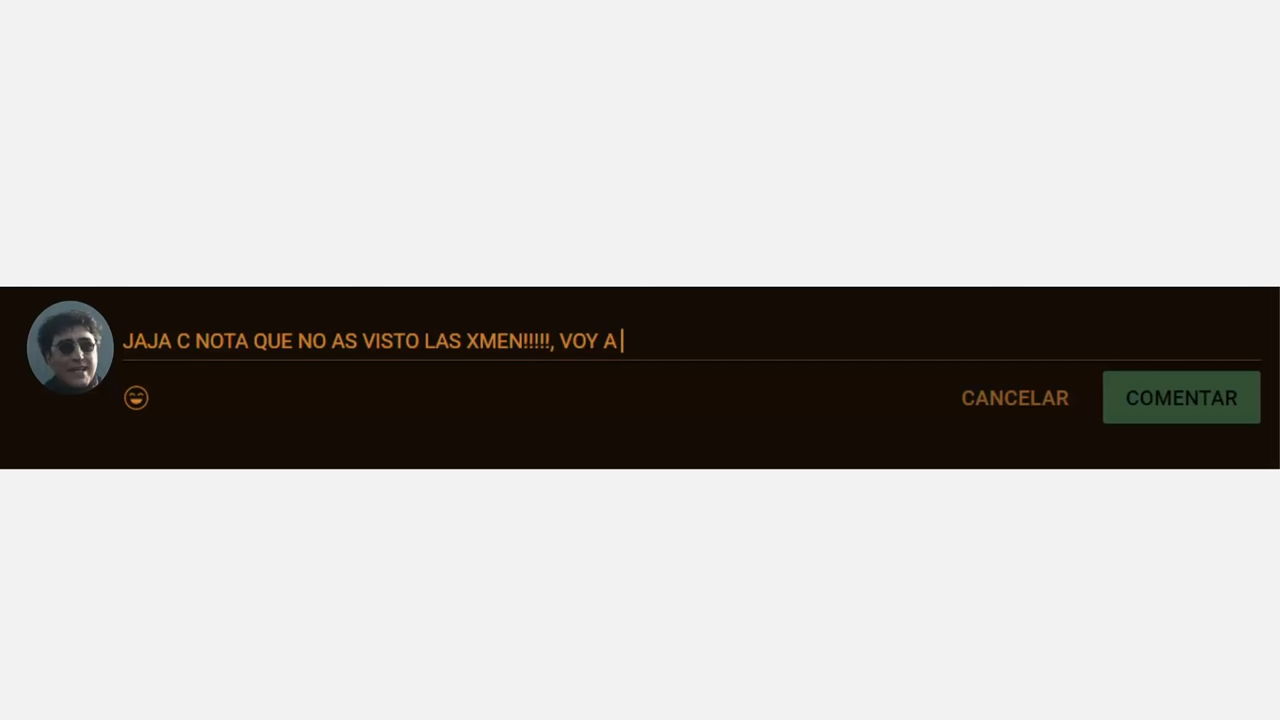 JAJA C NOTA QUE NO AS VISTO LAS XMEN!!!!!, VOY A
CANCELAR COMENTAR